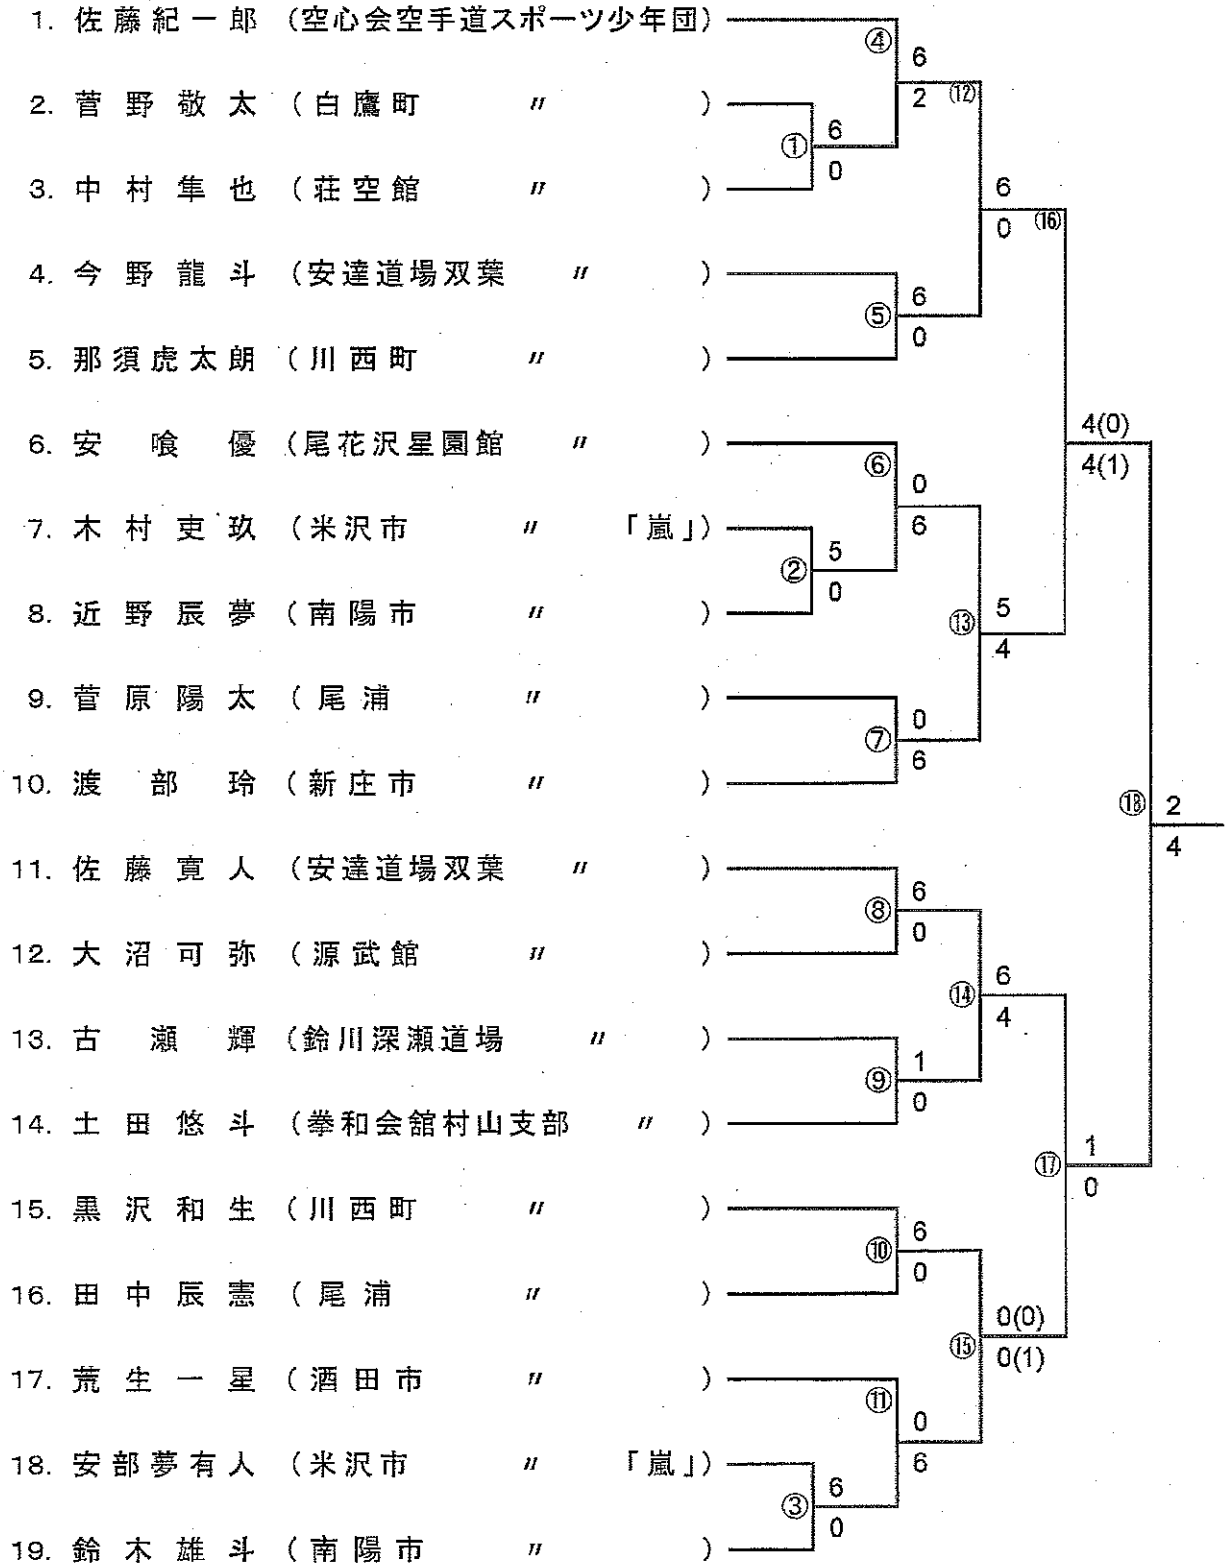 1. 佐藤紀一郎 (空心会空手道スポーツ少年団)
④
6
2
⑿
2. 菅野敬太 (白鷹町 〃 )
①
6
0
3. 中村隼也 (荘空館 〃 )
6
0
⒃
4. 今野龍斗 (安達道場双葉 〃 )
⑤
6
0
5. 那須虎太朗 (川西町 〃 )
4(0)
4(1)
6. 安喰優 (尾花沢星園館 〃 )
⑥
0
6
7. 木村吏玖 (米沢市 〃 「嵐」)
②
5
0
8. 近野辰夢 (南陽市 〃 )
⑬
5
4
9. 菅原陽太 (尾浦 〃 )
⑦
0
6
10. 渡部玲 (新庄市 〃 )
⑱
2
4
11. 佐藤寛人 (安達道場双葉 〃 )
⑧
6
0
12. 大沼可弥 (源武館 〃 )
⑭
6
4
13. 古瀬輝 (鈴川深瀬道場 〃 )
⑨
1
0
14. 土田悠斗 (拳和会舘村山支部 〃 )
⑰
1
0
15. 黒沢和生 (川西町 〃 )
⑩
6
0
16. 田中辰憲 (尾浦 〃 )
⑮
0(0)
0(1)
17. 荒生一星 (酒田市 〃 )
⑪
0
6
18. 安部夢有人 (米沢市 〃 「嵐」)
③
6
0
19. 鈴木雄斗 (南陽市 〃 )